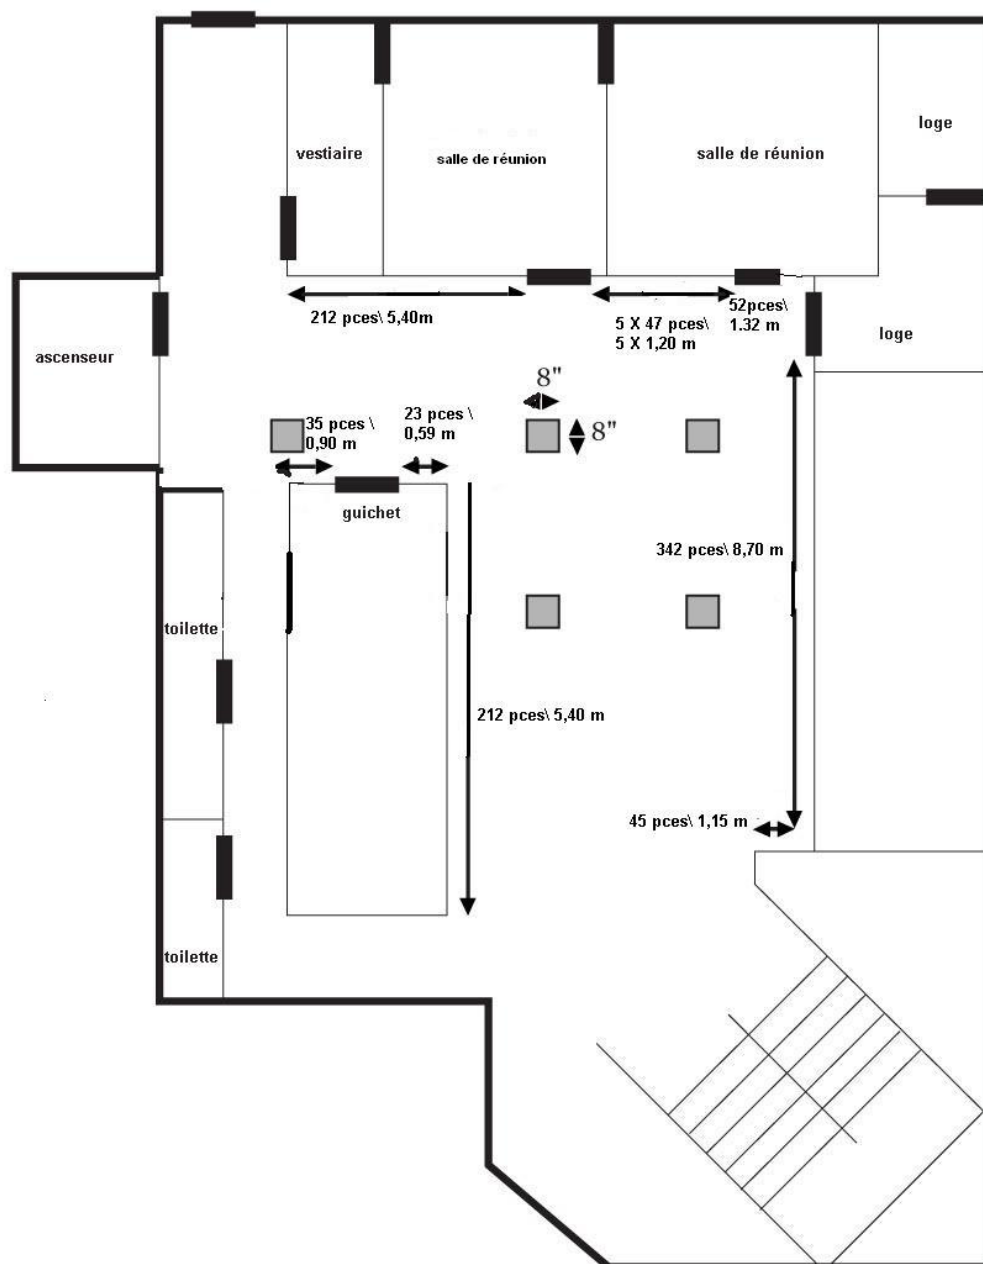 loge
vestiaire
salle de réunion
salle de réunion
212 pces\ 5,40m
5 X 47 pces\
5 X 1,20 m
52pces\
1.32 m
loge
ascenseur
8"
8"
35 pces \
0,90 m
23 pces \
0,59 m
guichet
342 pces\ 8,70 m
toilette
212 pces\ 5,40 m
45 pces\ 1,15 m
toilette